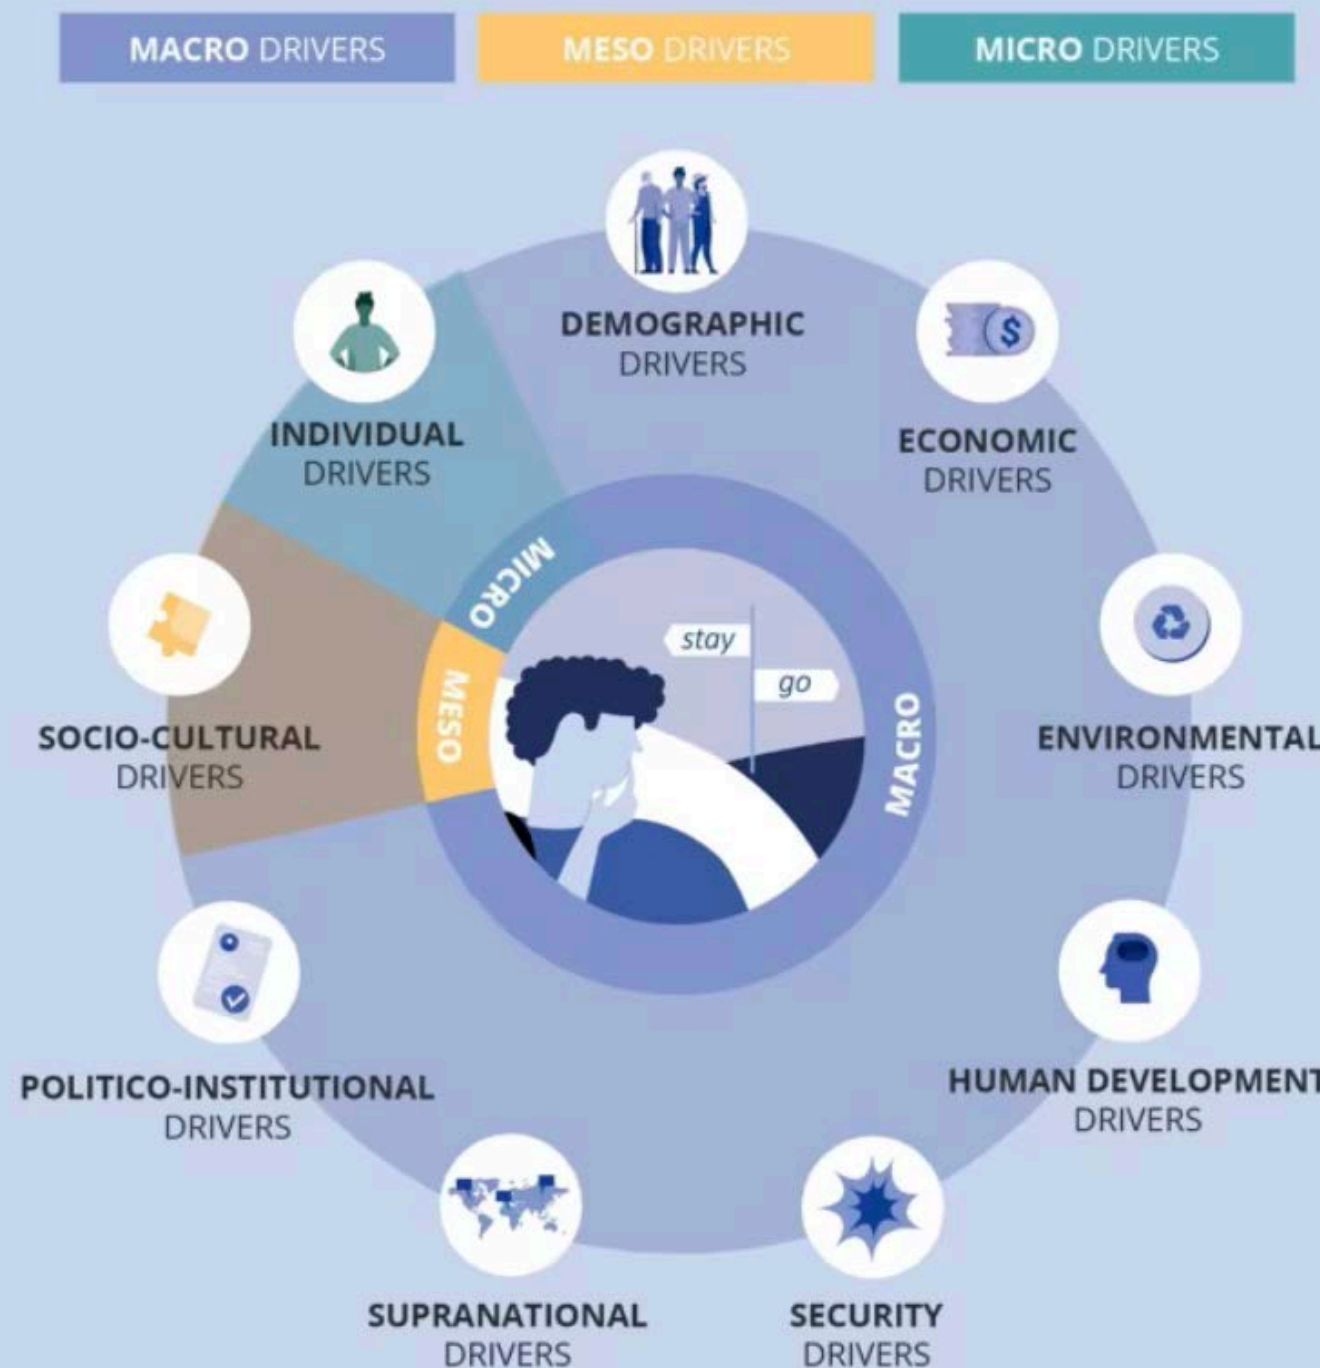 MACRO DRIVERS
MESO DRIVERS
MICRO DRIVERS
DEMOGRAPHIC
DRIVERS
INDIVIDUAL
DRIVERS
ECONOMIC
DRIVERS
MICRO
stay
go
MESO
MACRO
SOCIO-CULTURAL
DRIVERS
ENVIRONMENTAL
DRIVERS
POLITICO-INSTITUTIONAL
DRIVERS
HUMAN DEVELOPMENT
DRIVERS
$
SUPRANATIONAL
DRIVERS
SECURITY
DRIVERS